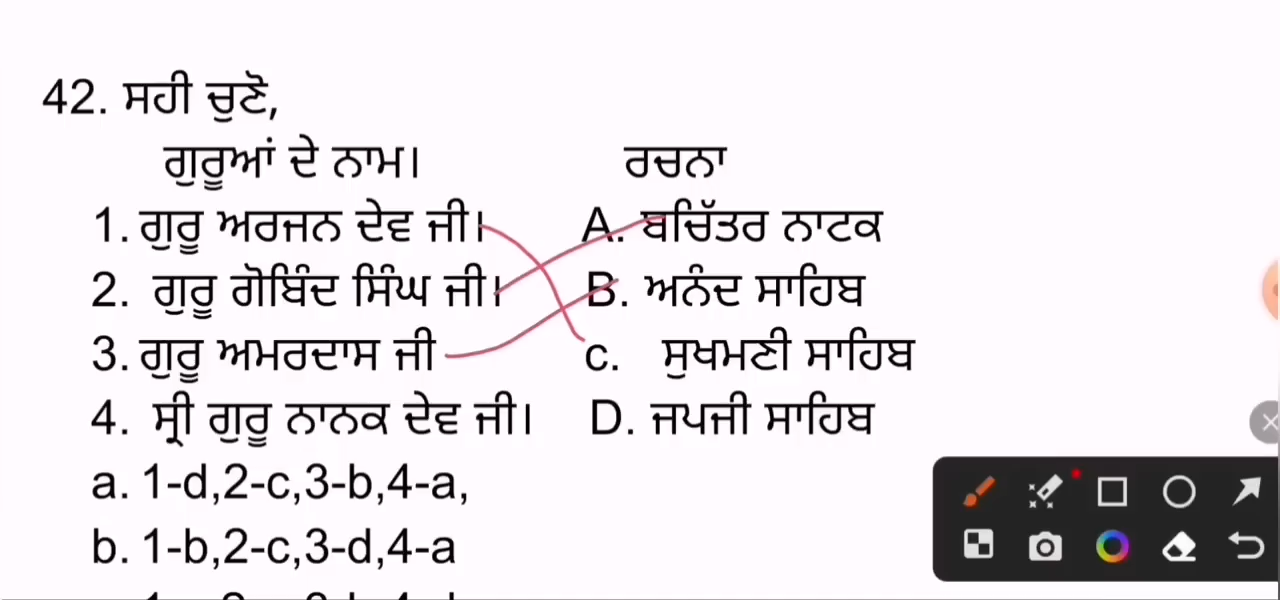 42. ਸਹੀ ਚੁਣੋ,
ਗੁਰੂਆਂ ਦੇ ਨਾਮ। ਰਚਨਾ
1. ਗੁਰੂ ਅਰਜਨ ਦੇਵ ਜੀ। A. ਬਚਿੱਤਰ ਨਾਟਕ
2. ਗੁਰੂ ਗੋਬਿੰਦ ਸਿੰਘ ਜੀ। B. ਅਨੰਦ ਸਾਹਿਬ
3. ਗੁਰੂ ਅਮਰਦਾਸ ਜੀ c. ਸੁਖਮਣੀ ਸਾਹਿਬ
4. ਸ੍ਰੀ ਗੁਰੂ ਨਾਨਕ ਦੇਵ ਜੀ। D. ਜਪਜੀ ਸਾਹਿਬ
a. 1-d,2-c,3-b,4-a,
b. 1-b,2-c,3-d,4-a